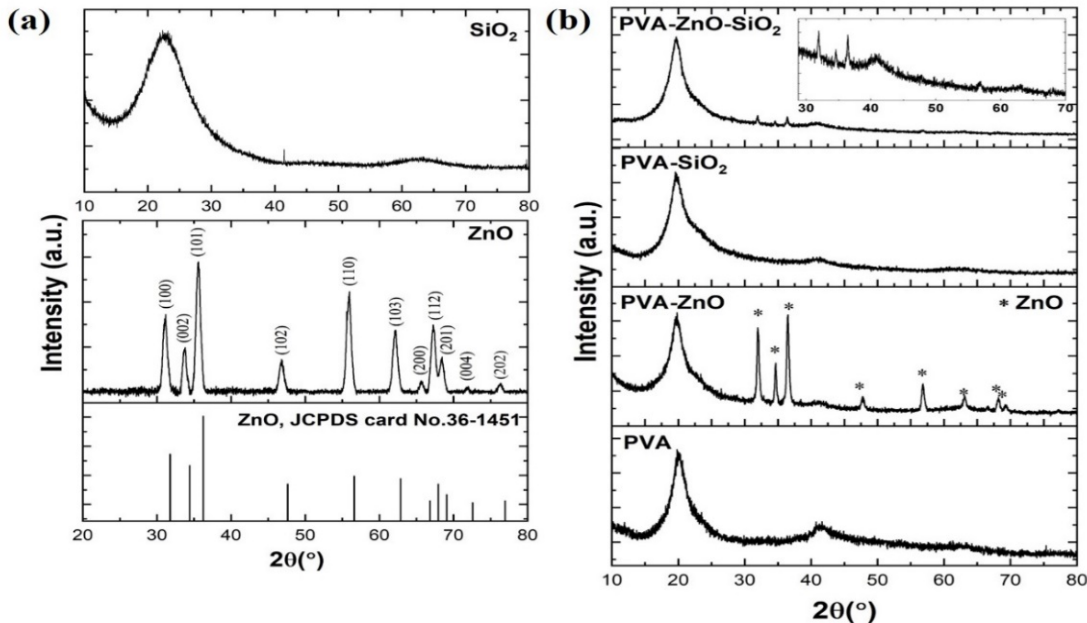 (a)
SiO₂
10 20 30 40 50 60 70 80
ZnO
(100)
(002)
(101)
(102)
(110)
(103)
(200)
(112)
(201)
(004)
(202)
ZnO, JCPDS card No.36-1451
20 30 40 50 60 70 80
2θ(°)
Intensity (a.u.)
(b)
PVA-ZnO-SiO₂
30 40 50 60 70
PVA-SiO₂
PVA-ZnO
* ZnO
* * * * * * * *
PVA
10 20 30 40 50 60 70 80
2θ(°)
Intensity (a.u.)